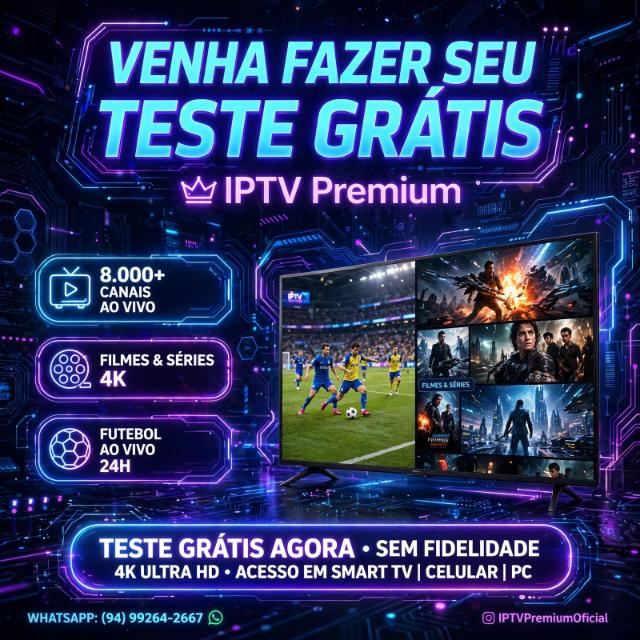 VENHA FAZER SEU
TESTE GRÁTIS
IPTV Premium
8.000+
CANAIS
AO VIVO
FILMES & SÉRIES
4K
FUTEBOL
AO VIVO
24H
IPTV
FILMES & SÉRIES
TESTE GRÁTIS AGORA • SEM FIDELIDADE
4K ULTRA HD • ACESSO EM SMART TV | CELULAR | PC
WHATSAPP: (94) 99264-2667
IPTVPremiumOficial